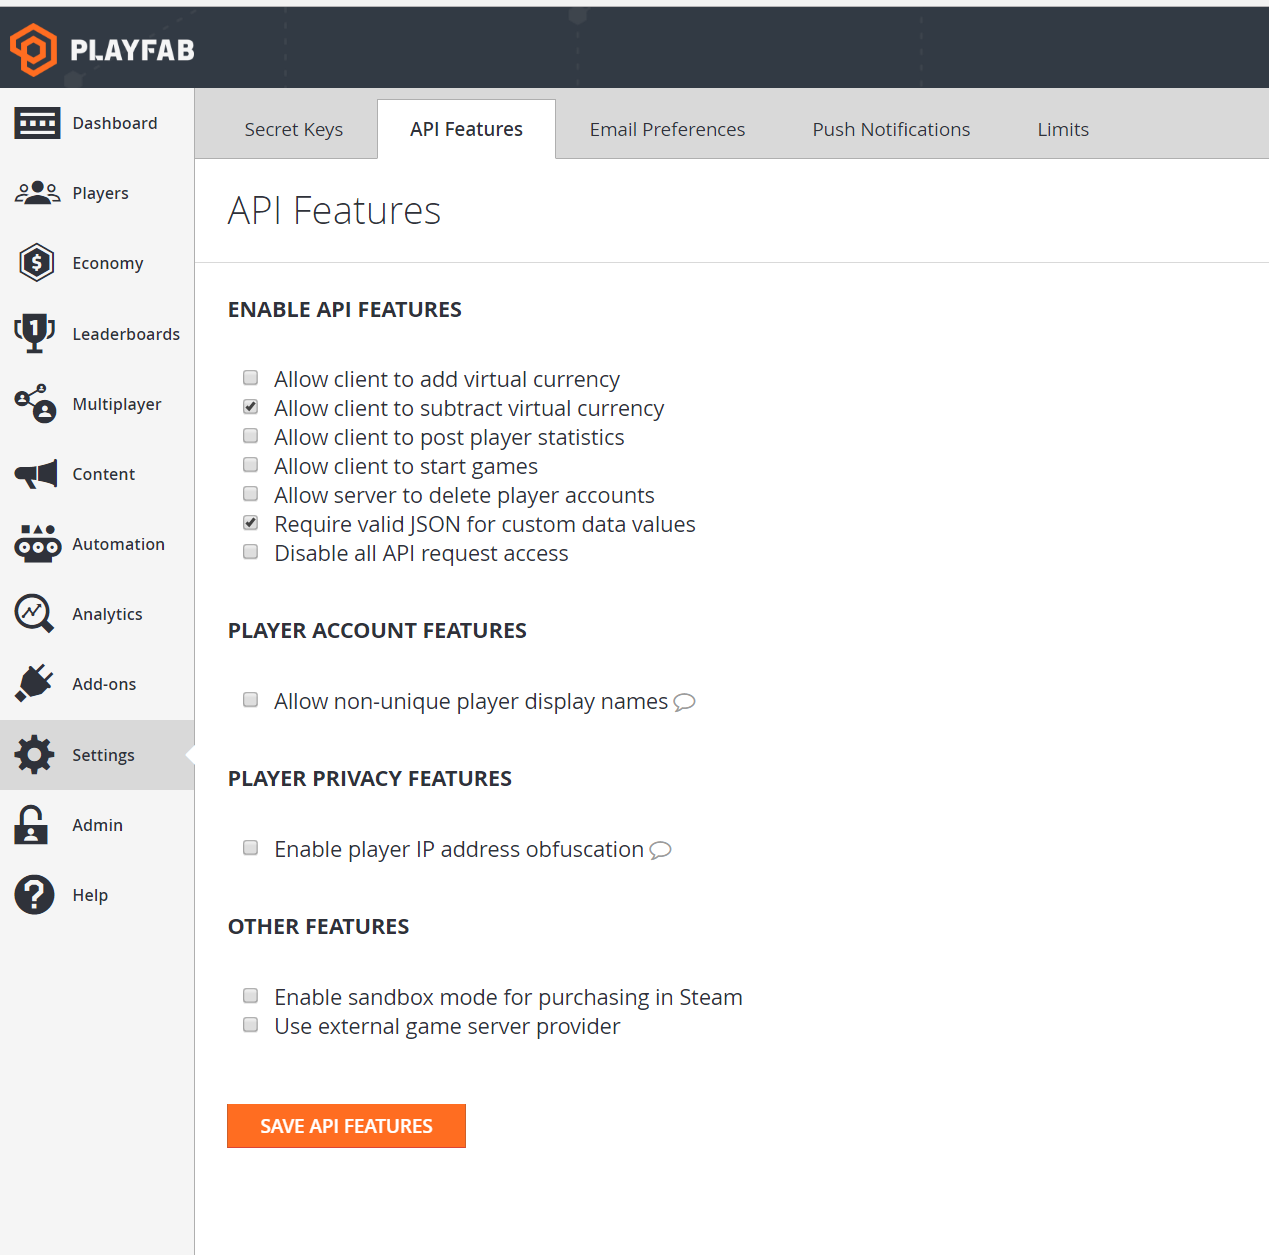 PLAYFAB
Dashboard
Players
Economy
Leaderboards
Multiplayer
Content
Automation
Analytics
Add-ons
Settings
Admin
Help
Secret Keys
API Features
Email Preferences
Push Notifications
Limits
API Features
ENABLE API FEATURES
Allow client to add virtual currency
Allow client to subtract virtual currency
Allow client to post player statistics
Allow client to start games
Allow server to delete player accounts
Require valid JSON for custom data values
Disable all API request access
PLAYER ACCOUNT FEATURES
Allow non-unique player display names
PLAYER PRIVACY FEATURES
Enable player IP address obfuscation
OTHER FEATURES
Enable sandbox mode for purchasing in Steam
Use external game server provider
SAVE API FEATURES